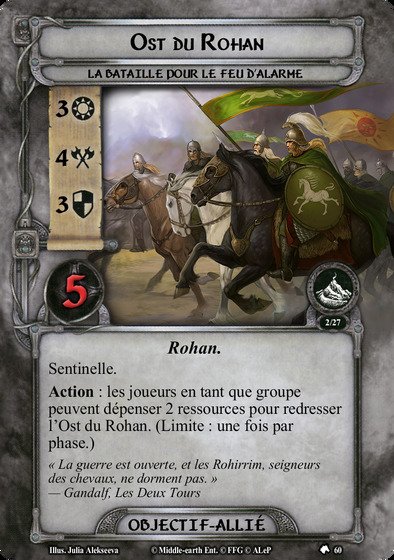 Ost du Rohan
La Bataille pour le Feu d'Alarme
3
4
3
5
2/27
Rohan.
Sentinelle.
Action : les joueurs en tant que groupe
peuvent dépenser 2 ressources pour redresser
l'Ost du Rohan. (Limite : une fois par
phase.)
« La guerre est ouverte, et les Rohirrim, seigneurs
des chevaux, ne dorment pas. »
— Gandalf, Les Deux Tours
Objectif-Allié
Illus. Julia Alekseeva © Middle-earth Ent. © FFG © ALeP 60